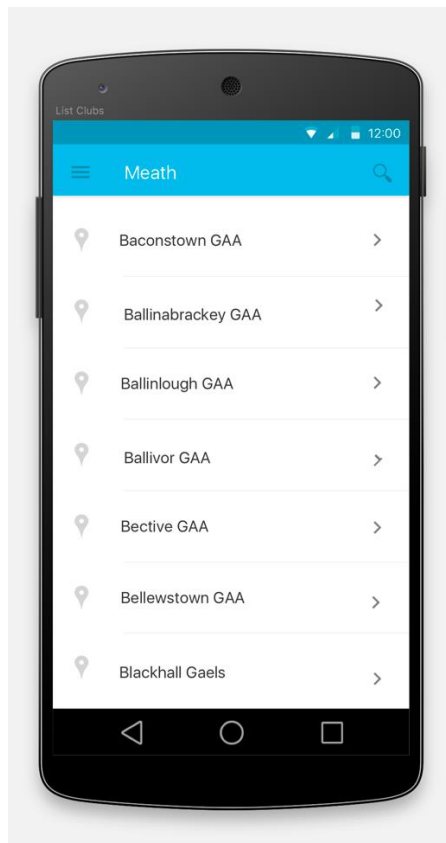 List Clubs
12:00
Meath
Baconstown GAA
Ballinabrackey GAA
Ballinlough GAA
Ballivor GAA
Bective GAA
Bellewstown GAA
Blackhall Gaels